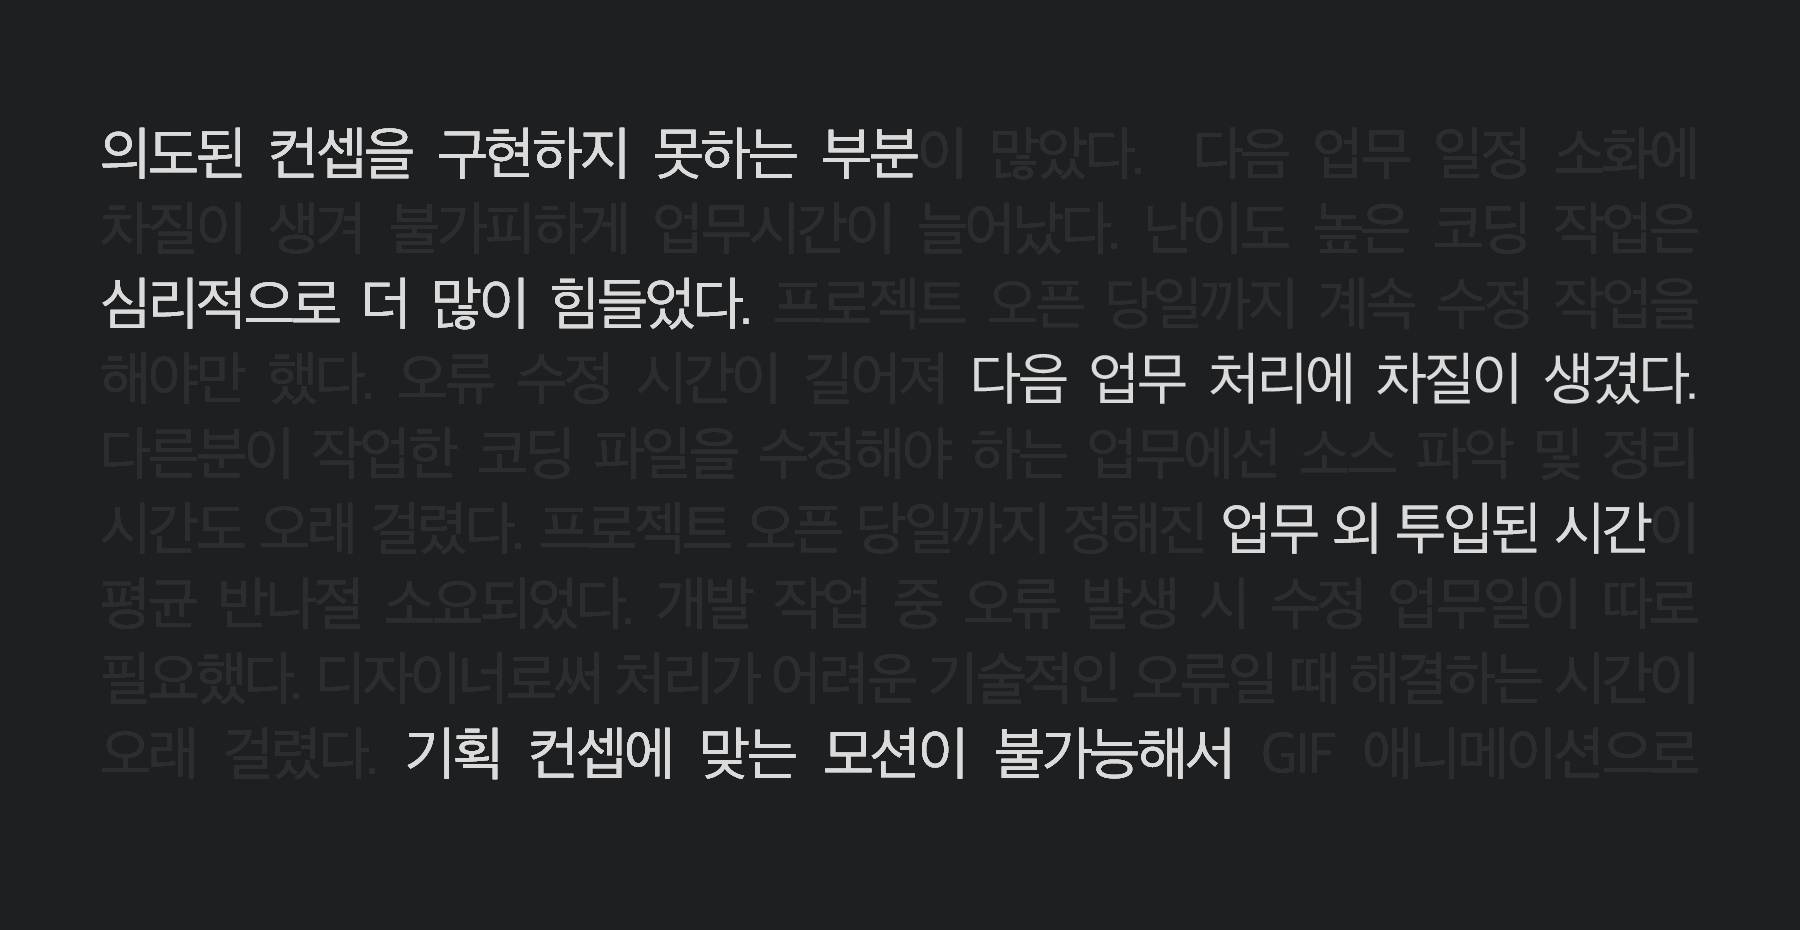 의도된 컨셉을 구현하지 못하는 부분이 많았다. 다음 업무 일정 소화에
차질이 생겨 불가피하게 업무시간이 늘어났다. 난이도 높은 코딩 작업은
심리적으로 더 많이 힘들었다. 프로젝트 오픈 당일까지 계속 수정 작업을
해야만 했다. 오류 수정 시간이 길어져 다음 업무 처리에 차질이 생겼다.
다른분이 작업한 코딩 파일을 수정해야 하는 업무에선 소스 파악 및 정리
시간도 오래 걸렸다. 프로젝트 오픈 당일까지 정해진 업무 외 투입된 시간이
평균 반나절 소요되었다. 개발 작업 중 오류 발생 시 수정 업무일이 따로
필요했다. 디자이너로써 처리가 어려운 기술적인 오류일 때 해결하는 시간이
오래 걸렸다. 기획 컨셉에 맞는 모션이 불가능해서 GIF 애니메이션으로